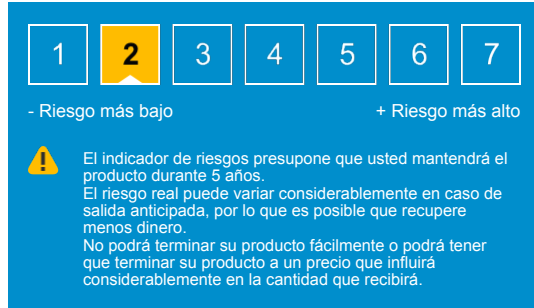 1 2 3 4 5 6 7
- Riesgo más bajo + Riesgo más alto
El indicador de riesgos presupone que usted mantendrá el
producto durante 5 años.
El riesgo real puede variar considerablemente en caso de
salida anticipada, por lo que es posible que recupere
menos dinero.
No podrá terminar su producto fácilmente o podrá tener
que terminar su producto a un precio que influirá
considerablemente en la cantidad que recibirá.